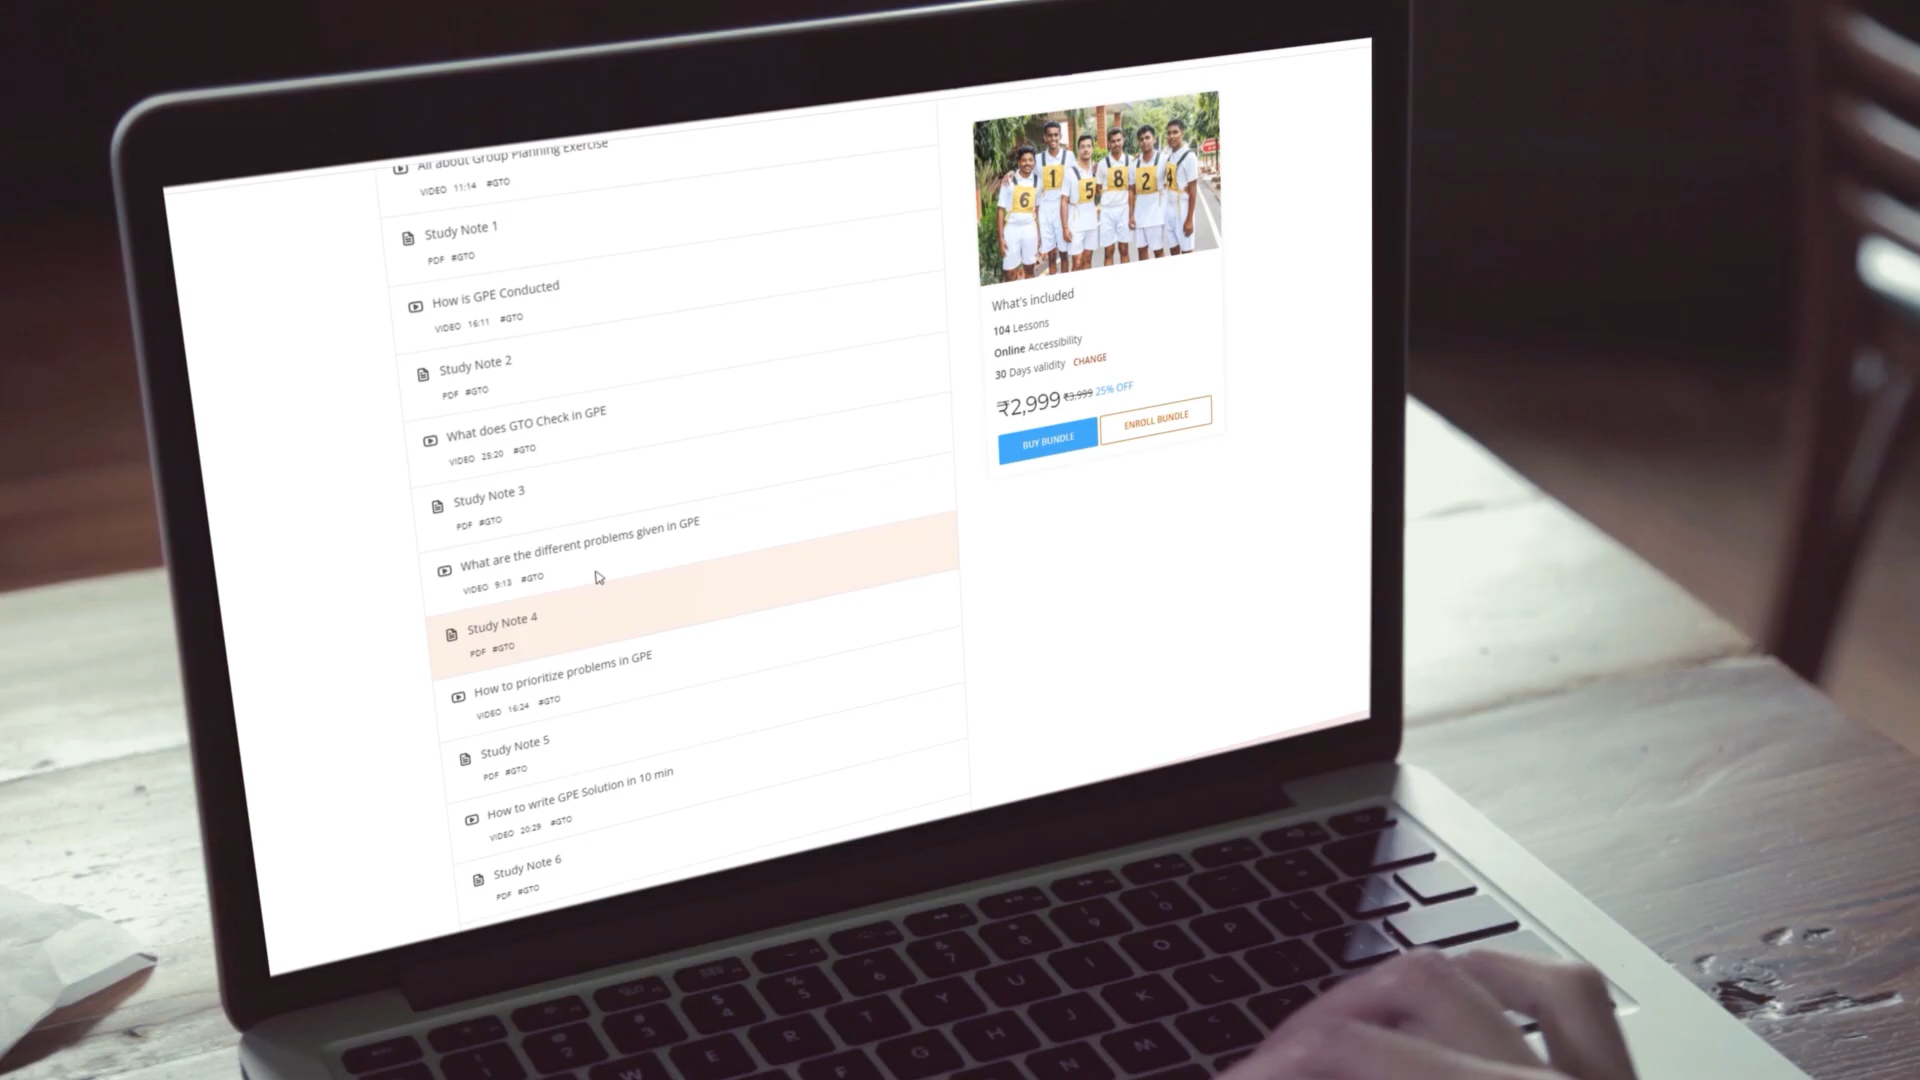 All about Group Planning Exercise
VIDEO 11:14 #GTO
Study Note 1
PDF #GTO
How is GPE Conducted
VIDEO 16:11 #GTO
Study Note 2
PDF #GTO
What does GTO Check in GPE
VIDEO 25:20 #GTO
Study Note 3
PDF #GTO
What are the different problems given in GPE
VIDEO 9:13 #GTO
Study Note 4
PDF #GTO
How to prioritize problems in GPE
VIDEO 16:24 #GTO
Study Note 5
PDF #GTO
How to write GPE Solution in 10 min
VIDEO 20:29 #GTO
Study Note 6
PDF #GTO
6 1 5 8 2 4
What's included
104 Lessons
Online Accessibility
30 Days validity CHANGE
₹2,999 ₹3,999 25% OFF
BUY BUNDLE ENROLL BUNDLE